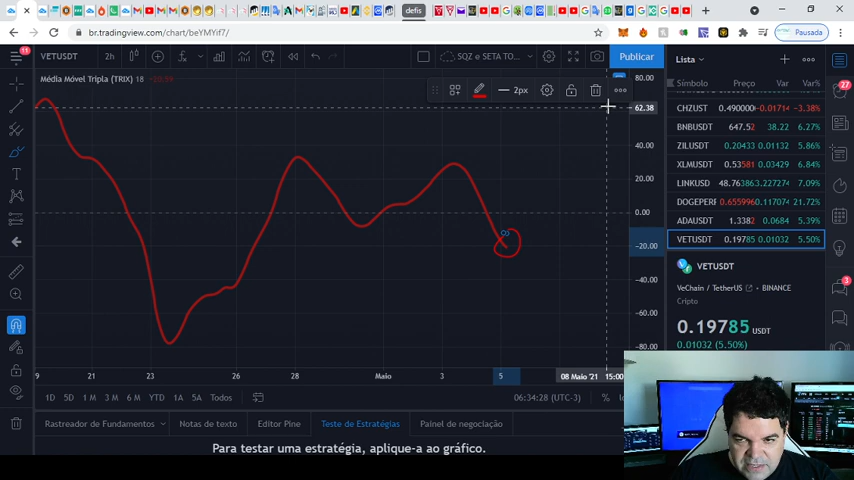 defis
br.tradingview.com/chart/beYMYif7/
Pausada
11
VETUSDT
2h
SQZ e SETA TO...
Publicar
Média Móvel Tripla (TRIX) 18
2px
80.00
62.38
40.00
0.00
-20.00
-40.00
-60.00
-80.00
9
21
23
26
28
Maio
3
5
08 Maio '21 15:00
1D
5D
1 M
3 M
6 M
YTD
1A
5A
Todos
06:34:28 (UTC-3)
%
Rastreador de Fundamentos
Notas de texto
Editor Pine
Teste de Estratégias
Painel de negociação
Para testar uma estratégia, aplique-a ao gráfico.
Lista
Símbolo Preço Var Var%
CHZUST 0.490000 -0.01714 -3.38%
BNBUSDT 647.52 38.22 6.27%
ZILUSDT 0.20433 0.01132 5.86%
XLMUSDT 0.53581 0.03429 6.84%
LINKUSD 48.763863.227274 7.09%
DOGEPERP 0.655996 0.117074 21.72%
ADAUSDT 1.3382 0.0684 5.39%
VETUSDT 0.19785 0.01032 5.50%
VETUSDT
VeChain / TetherUS • BINANCE
Cripto
0.19785 USDT
0.01032 (5.50%)
27
3